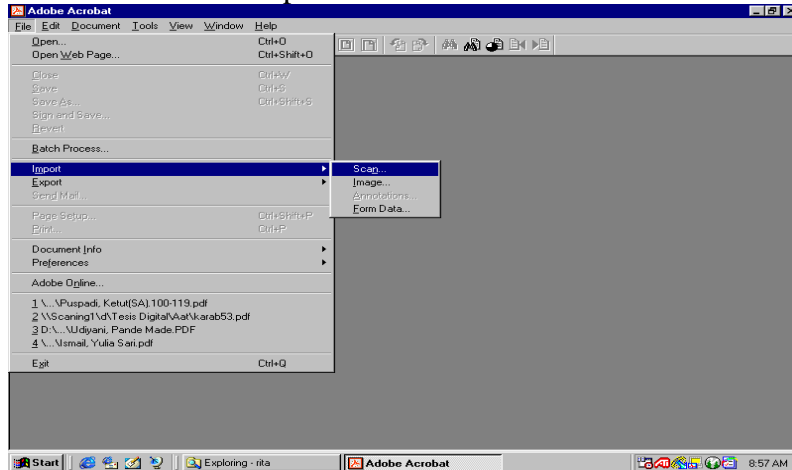 Adobe Acrobat
File Edit Document Tools View Window Help
Open... Ctrl+O
Open Web Page... Ctrl+Shift+O
Close Ctrl+W
Save Ctrl+S
Save As... Ctrl+Shift+S
Sign and Save...
Revert
Batch Process...
Import
Scan...
Export
Image...
Send Mail...
Annotations...
Form Data...
Page Setup... Ctrl+Shift+P
Print... Ctrl+P
Document Info
Preferences
Adobe Online...
1 \...\Puspadi, Ketut(SA).100-119.pdf
2 \\Scaning1\d\Tesis Digital\Aat\karab53.pdf
3 D:\...\Udiyani, Pande Made.PDF
4 \...\Ismail, Yulia Sari.pdf
Exit Ctrl+Q
Start
Exploring - rita
Adobe Acrobat
8:57 AM